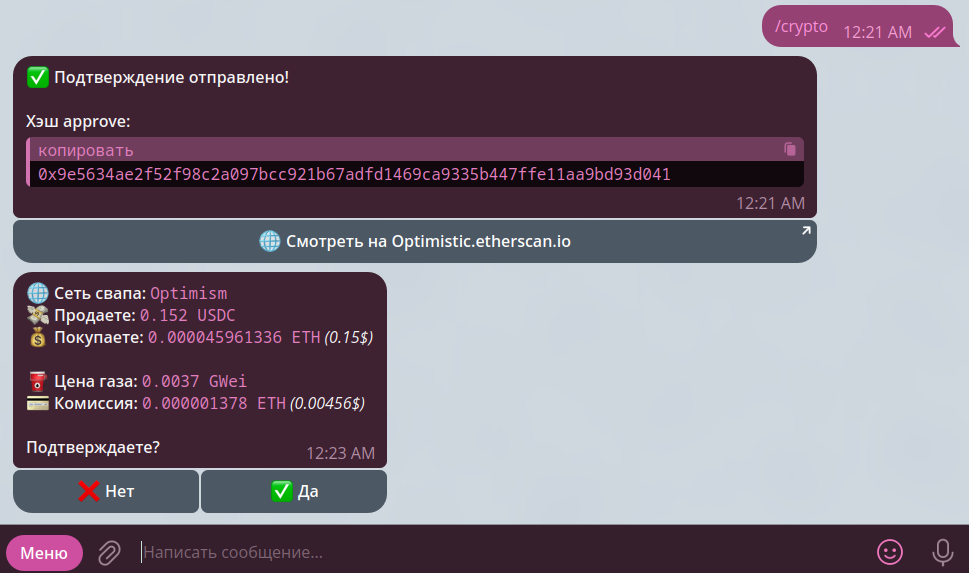 /crypto 12:21 AM
✅ Подтверждение отправлено!
Хэш approve:
копировать
0x9e5634ae2f52f98c2a097bcc921b67adfd1469ca9335b447ffe11aa9bd93d041
12:21 AM
🌐 Смотреть на Optimistic.etherscan.io
🌐 Сеть свапа: Optimism
💸 Продаете: 0.152 USDC
💰 Покупаете: 0.000045961336 ETH (0.15$)
⛽ Цена газа: 0.0037 GWei
💳 Комиссия: 0.000001378 ETH (0.00456$)
Подтверждаете? 12:23 AM
❌ Нет ✅ Да
Меню Написать сообщение...